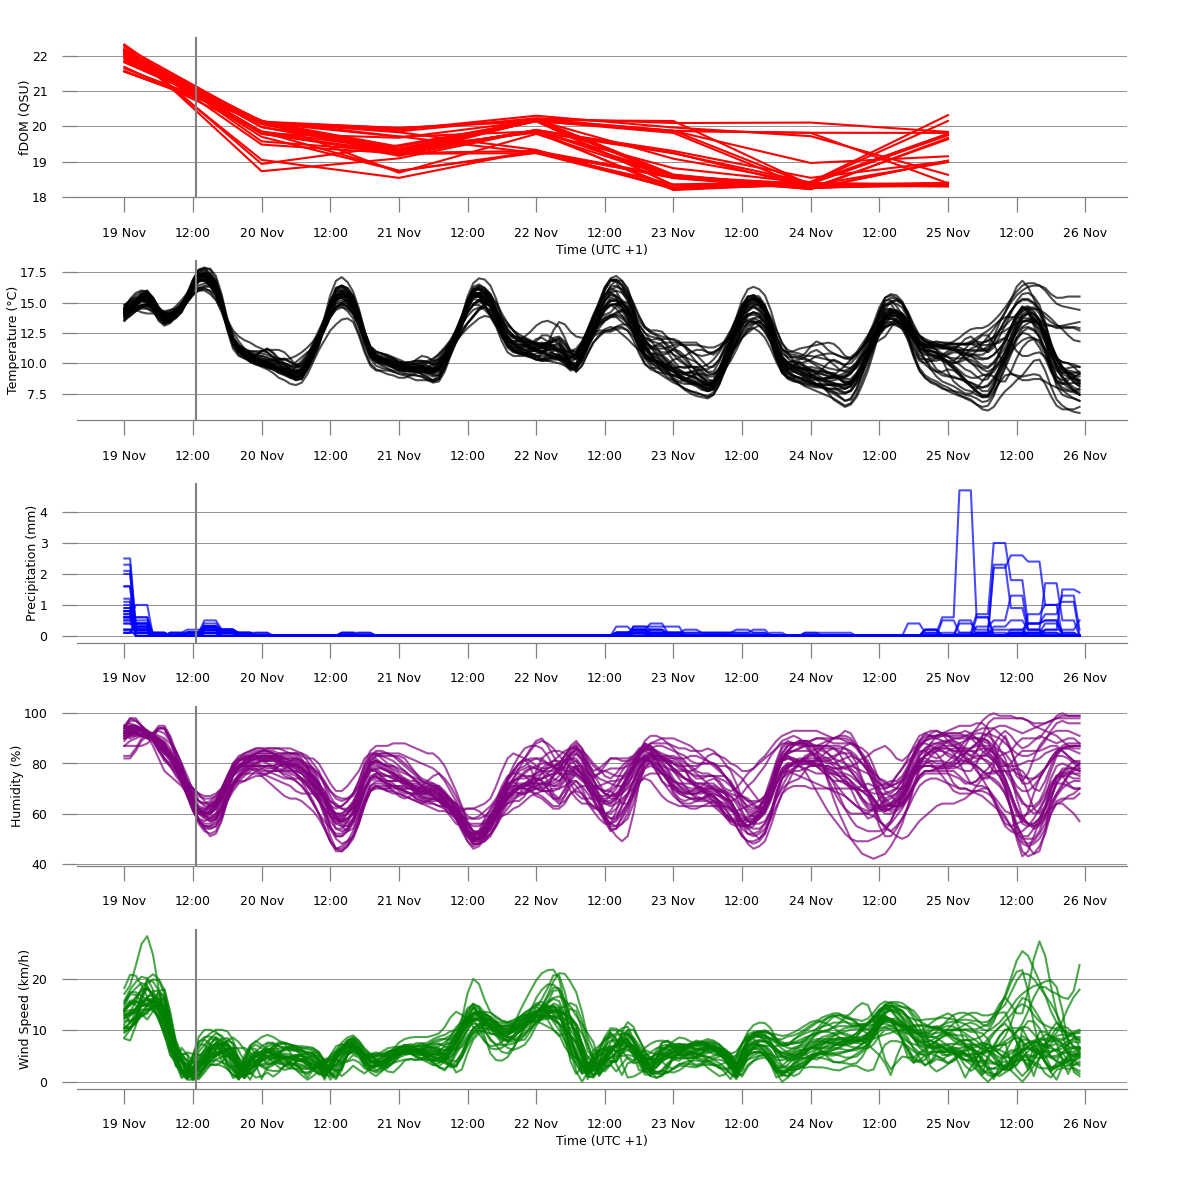 fDOM (QSU)
22
21
20
19
18
19 Nov 12:00 20 Nov 12:00 21 Nov 12:00 22 Nov 12:00 23 Nov 12:00 24 Nov 12:00 25 Nov 12:00 26 Nov
Time (UTC +1)
Temperature (°C)
17.5
15.0
12.5
10.0
7.5
19 Nov 12:00 20 Nov 12:00 21 Nov 12:00 22 Nov 12:00 23 Nov 12:00 24 Nov 12:00 25 Nov 12:00 26 Nov
Precipitation (mm)
4
3
2
1
0
19 Nov 12:00 20 Nov 12:00 21 Nov 12:00 22 Nov 12:00 23 Nov 12:00 24 Nov 12:00 25 Nov 12:00 26 Nov
Humidity (%)
100
80
60
40
19 Nov 12:00 20 Nov 12:00 21 Nov 12:00 22 Nov 12:00 23 Nov 12:00 24 Nov 12:00 25 Nov 12:00 26 Nov
Wind Speed (km/h)
20
10
0
19 Nov 12:00 20 Nov 12:00 21 Nov 12:00 22 Nov 12:00 23 Nov 12:00 24 Nov 12:00 25 Nov 12:00 26 Nov
Time (UTC +1)